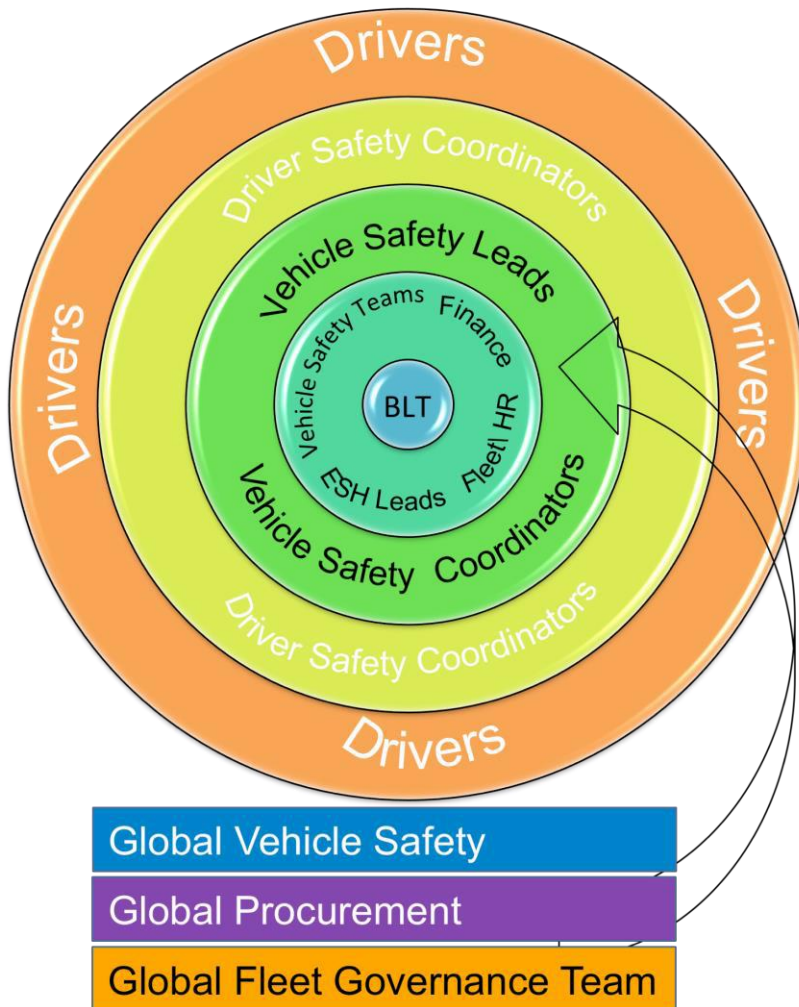 Drivers
Driver Safety Coordinators
Vehicle Safety Leads
Vehicle Safety Teams
Finance
Drivers
BLT
Drivers
Fleet\ HR
ESH Leads
Vehicle Safety Coordinators
Driver Safety Coordinators
Drivers
Global Vehicle Safety
Global Procurement
Global Fleet Governance Team